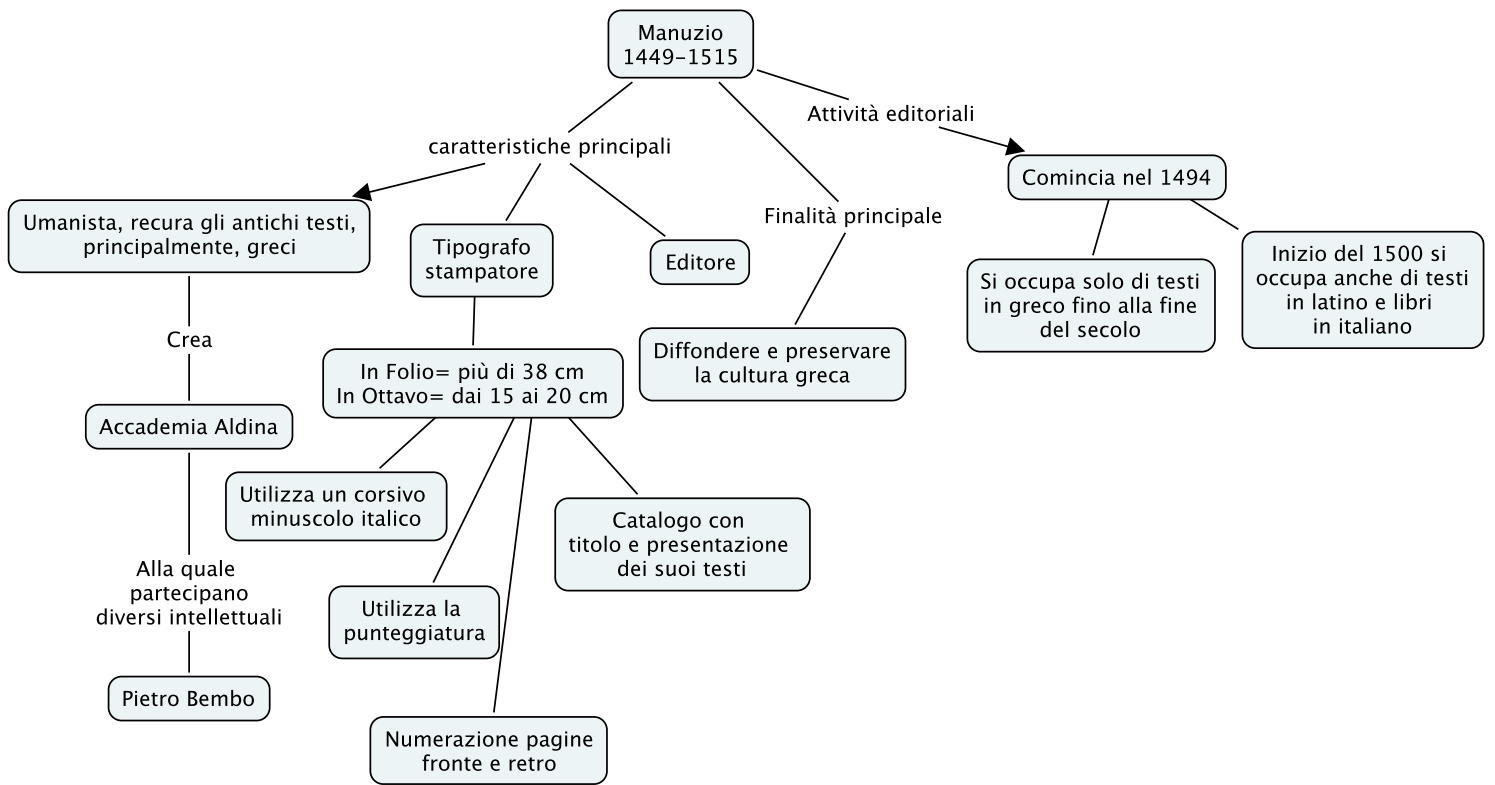 Manuzio
1449-1515
Attività editoriali
caratteristiche principali
Comincia nel 1494
Finalità principale
Umanista, recura gli antichi testi,
principalmente, greci
Tipografo
stampatore
Editore
Si occupa solo di testi
in greco fino alla fine
del secolo
Inizio del 1500 si
occupa anche di testi
in latino e libri
in italiano
Crea
In Folio= più di 38 cm
In Ottavo= dai 15 ai 20 cm
Diffondere e preservare
la cultura greca
Accademia Aldina
Utilizza un corsivo
minuscolo italico
Catalogo con
titolo e presentazione
dei suoi testi
Alla quale
partecipano
diversi intellettuali
Utilizza la
punteggiatura
Pietro Bembo
Numerazione pagine
fronte e retro